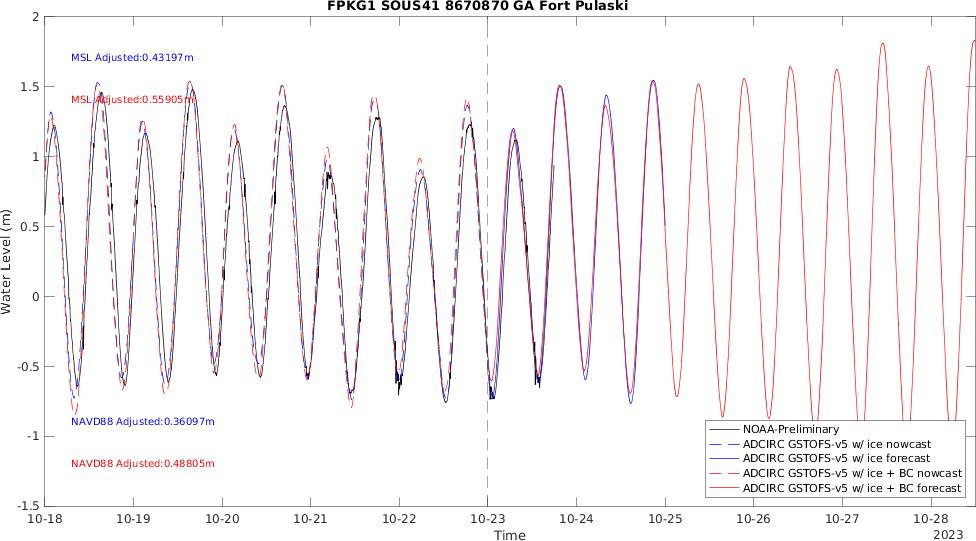 FPKG1 SOUS41 8670870 GA Fort Pulaski
2
1.5
1
0.5
0
-0.5
-1
-1.5
Water Level (m)
MSL Adjusted:0.43197m
MSL Adjusted:0.55905m
NAVD88 Adjusted:0.36097m
NAVD88 Adjusted:0.48805m
NOAA-Preliminary
ADCIRC GSTOFS-v5 w/ ice nowcast
ADCIRC GSTOFS-v5 w/ ice forecast
ADCIRC GSTOFS-v5 w/ ice + BC nowcast
ADCIRC GSTOFS-v5 w/ ice + BC forecast
10-18 10-19 10-20 10-21 10-22 10-23 10-24 10-25 10-26 10-27 10-28
Time
2023